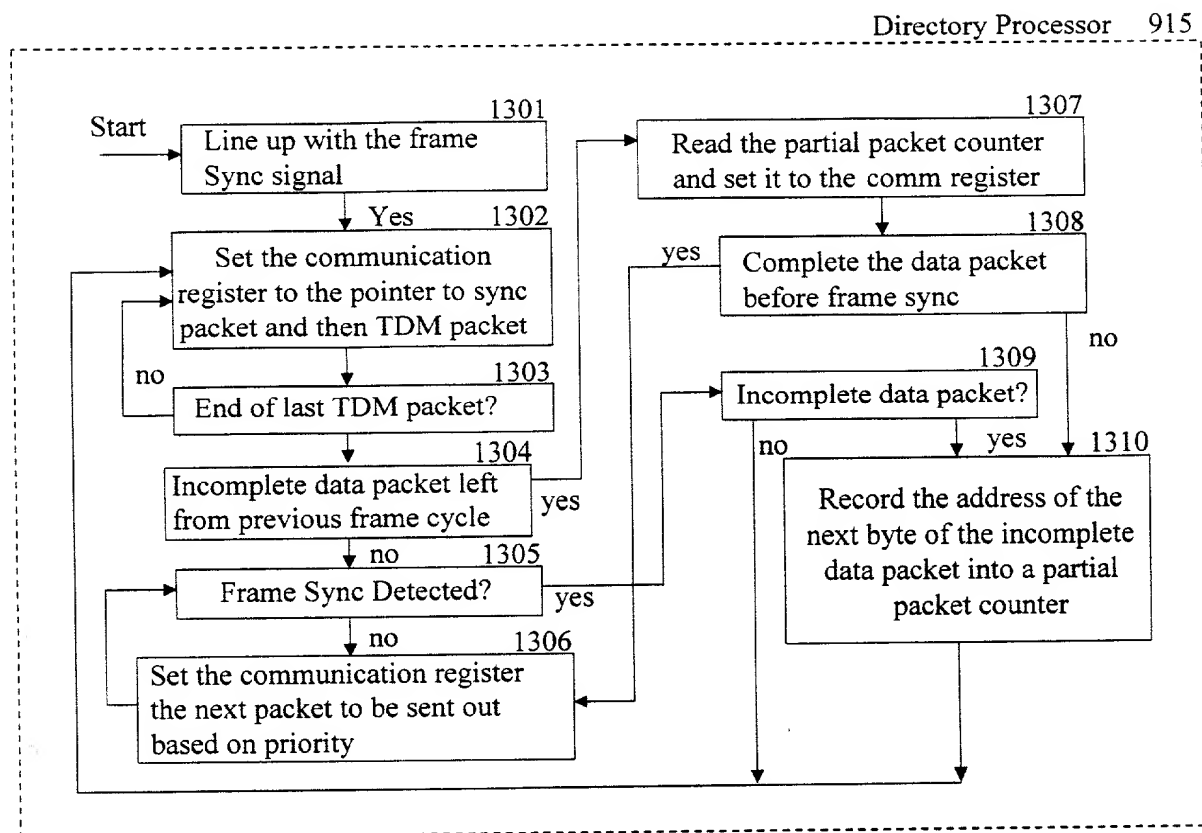 Directory Processor 915
Start
1301
Line up with the frame
Sync signal
Yes
1302
Set the communication
register to the pointer to sync
packet and then TDM packet
no
1303
End of last TDM packet?
1304
Incomplete data packet left
from previous frame cycle
yes
no
1305
Frame Sync Detected?
yes
no
1306
Set the communication register
the next packet to be sent out
based on priority
1307
Read the partial packet counter
and set it to the comm register
1308
yes
Complete the data packet
before frame sync
no
1309
Incomplete data packet?
no
yes
1310
Record the address of the
next byte of the incomplete
data packet into a partial
packet counter